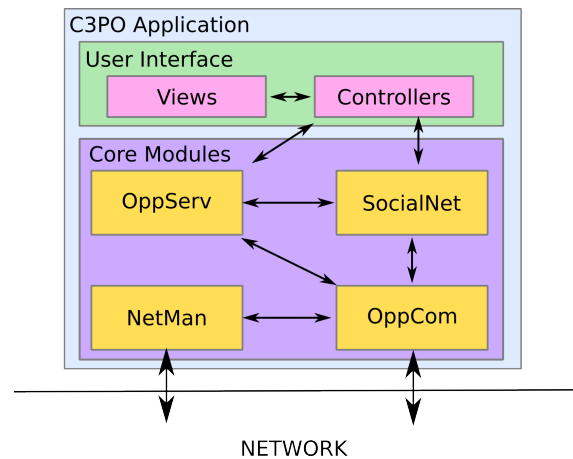 C3PO Application
User Interface
Views
Controllers
Core Modules
OppServ
SocialNet
NetMan
OppCom
NETWORK